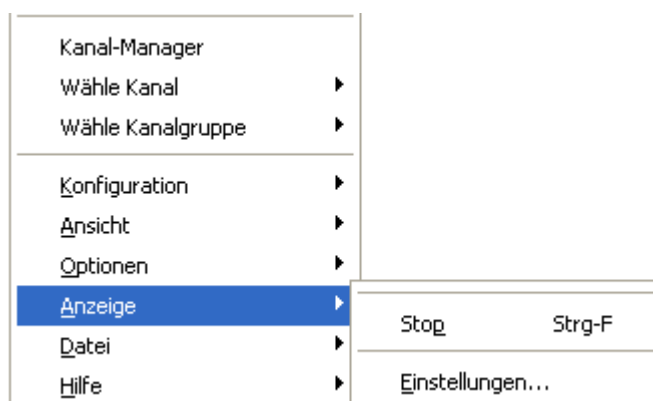 Kanal-Manager
Wähle Kanal
Wähle Kanalgruppe
Konfiguration
Ansicht
Optionen
Anzeige
Stop Strg-F
Datei
Einstellungen...
Hilfe